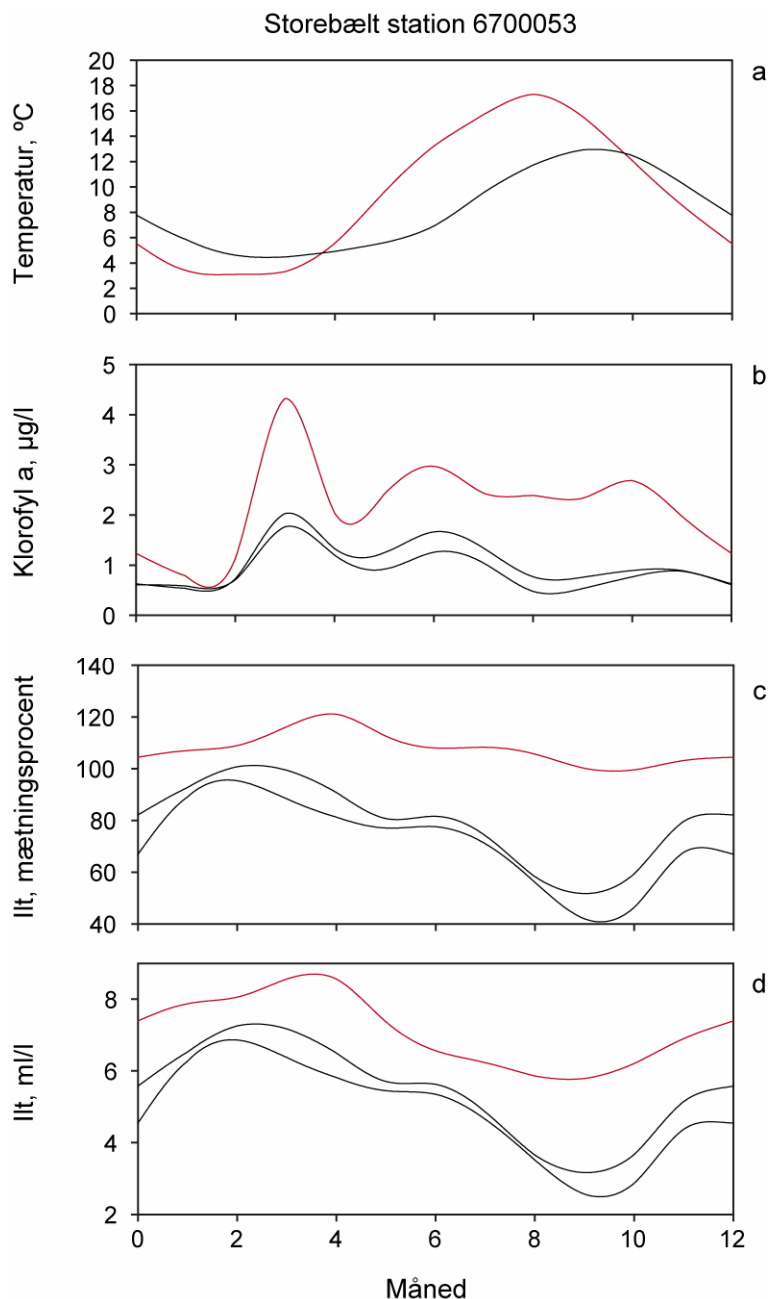 Storebælt station 6700053
a
Temperatur, ºC
20
18
16
14
12
10
8
6
4
2
0
b
Klorofyl a, µg/l
5
4
3
2
1
0
c
Ilt, mætningsprocent
140
120
100
80
60
40
d
Ilt, ml/l
8
6
4
2
0 2 4 6 8 10 12
Måned